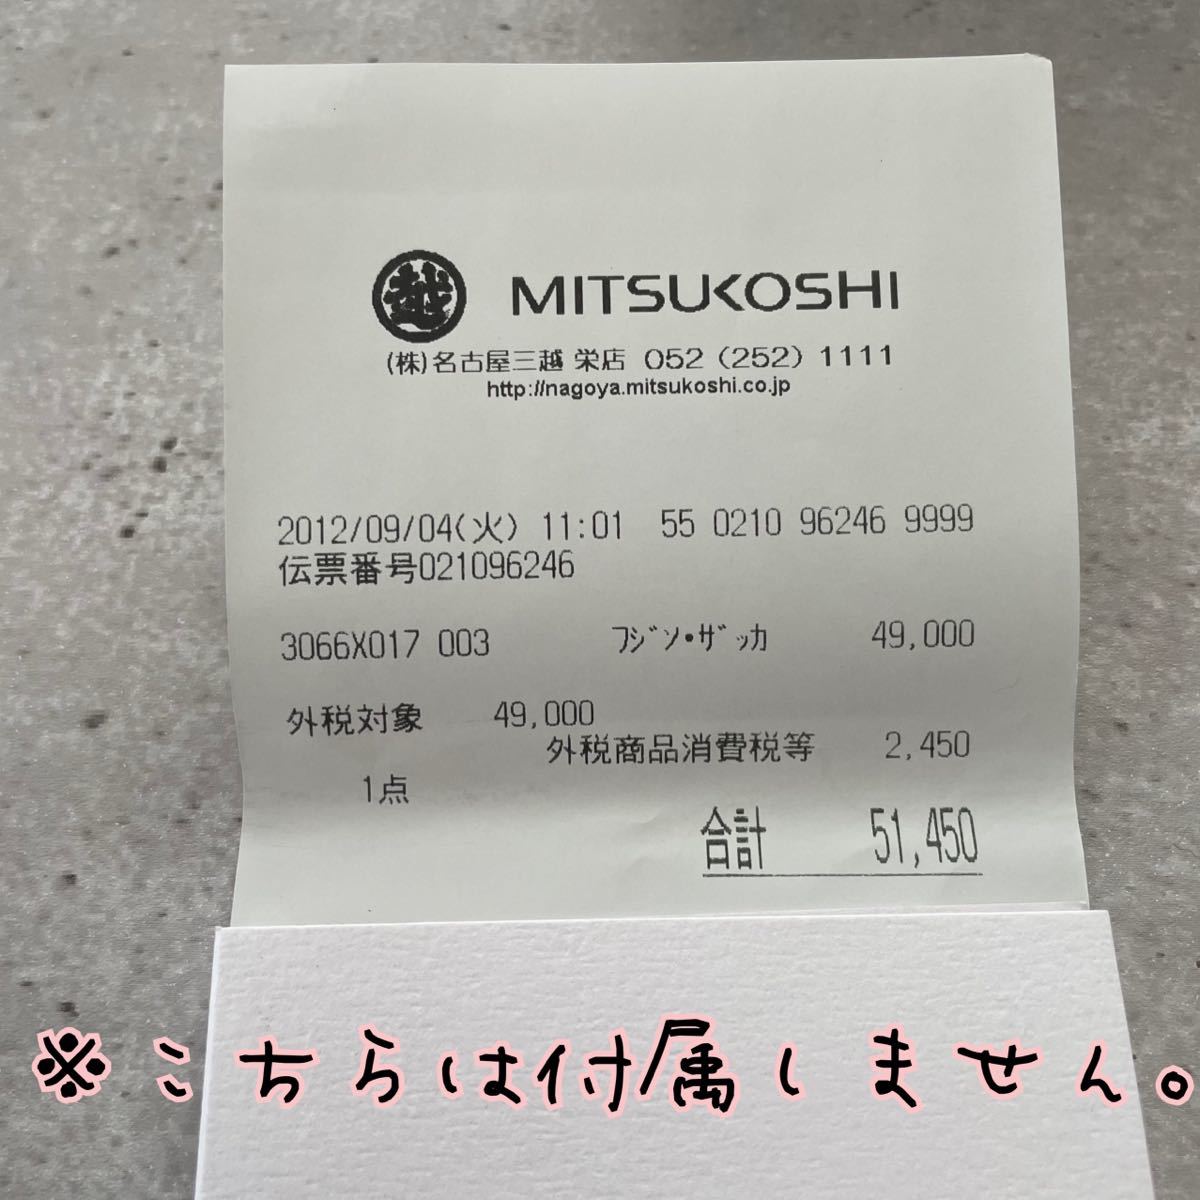 越 MITSUKOSHI
(株)名古屋三越 栄店 052 (252) 1111
http://nagoya.mitsukoshi.co.jp
2012/09/04(火) 11:01 55 0210 96246 9999
伝票番号021096246
3066X017 003 ﾌｼﾞﾝ･ｻﾞｯｶ 49,000
外税対象 49,000
外税商品消費税等 2,450
1点
合計 51,450
※こちらは付属しません。